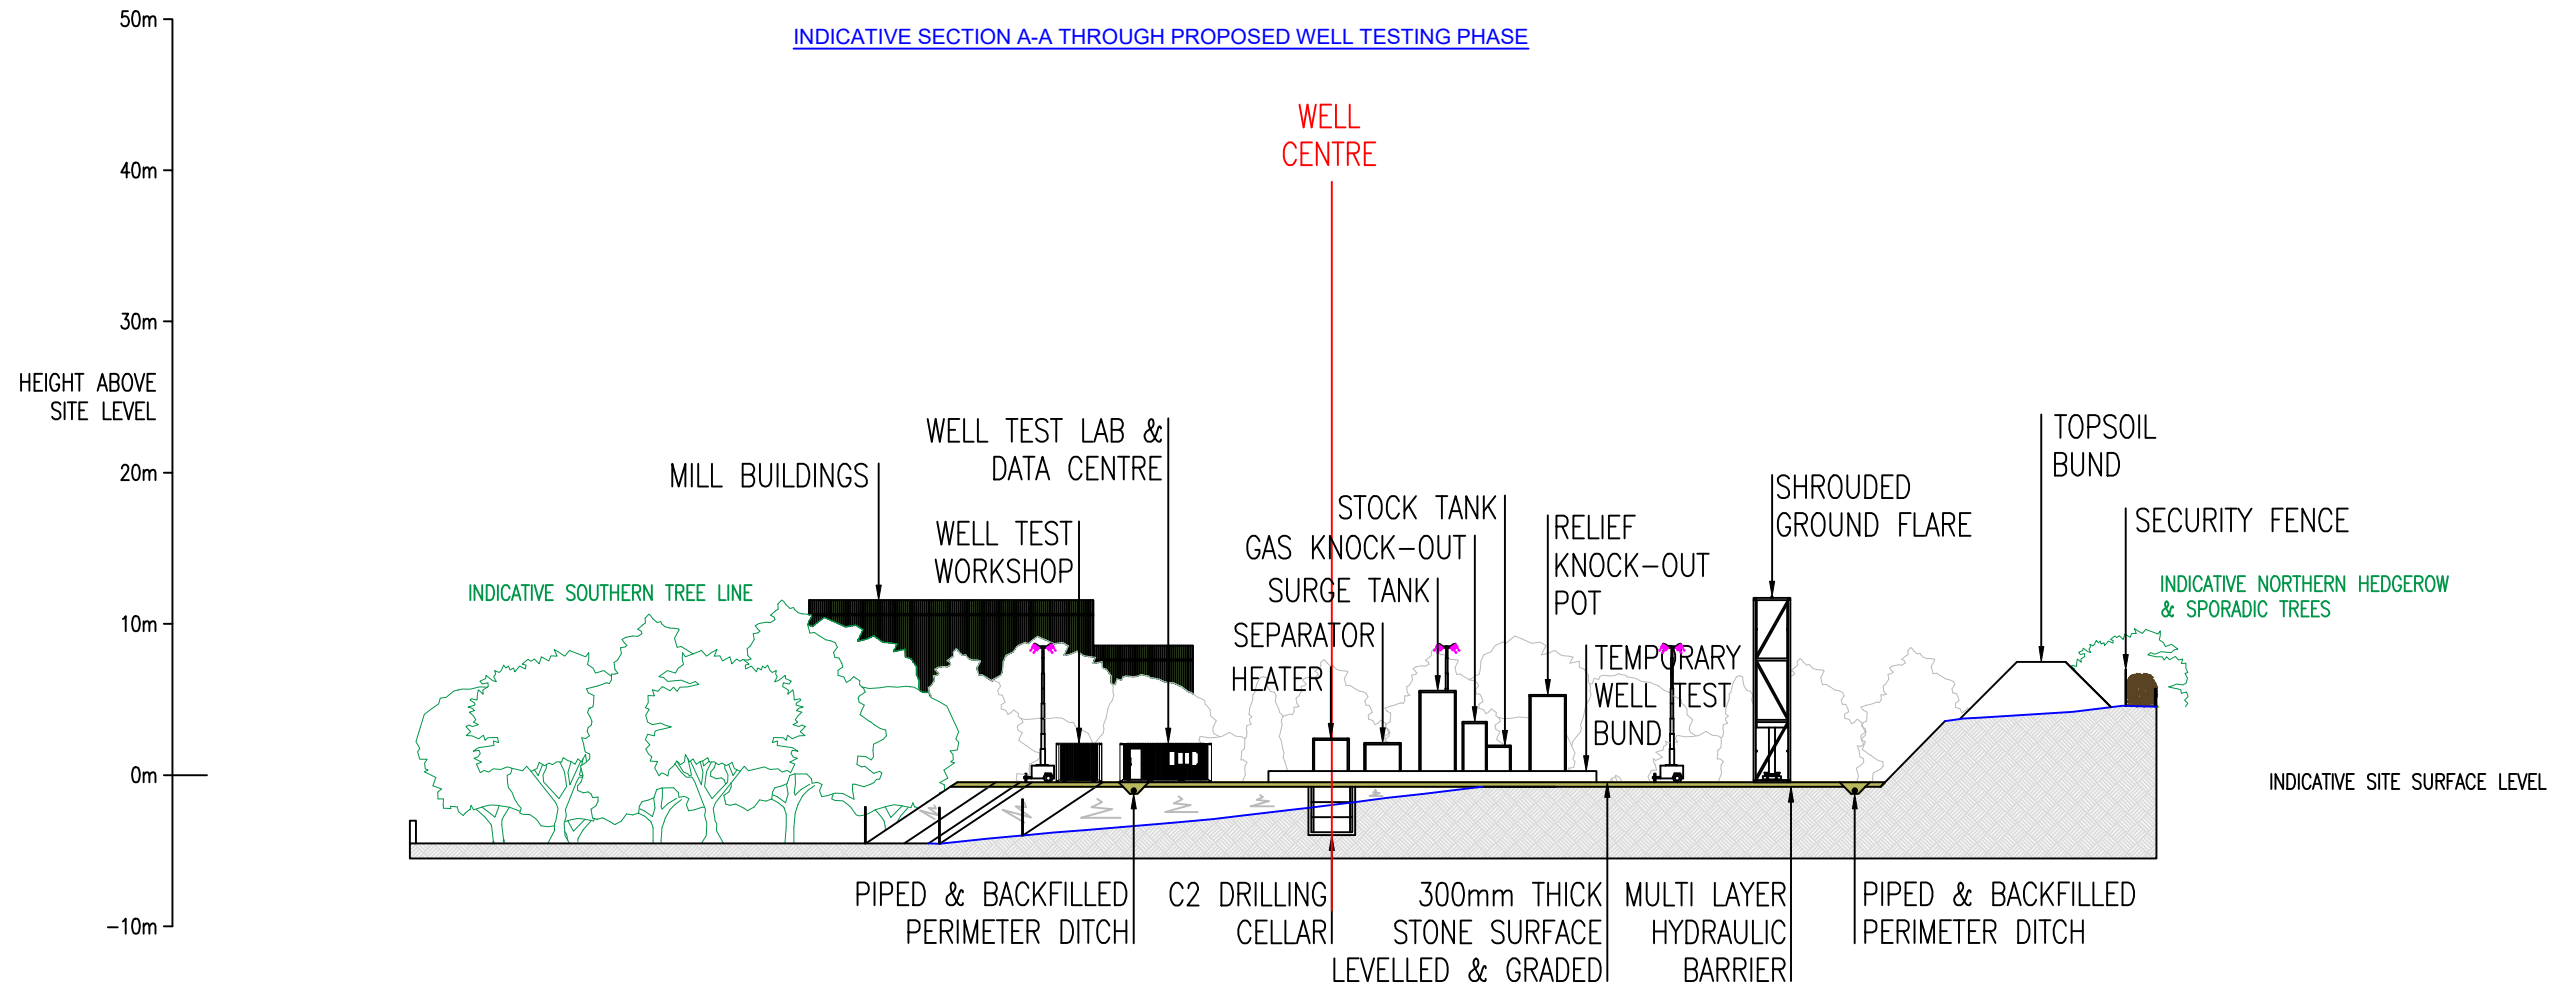 INDICATIVE SECTION A-A THROUGH PROPOSED WELL TESTING PHASE
50m
40m
30m
20m
10m
0m
-10m
HEIGHT ABOVE
SITE LEVEL
WELL
CENTRE
INDICATIVE SOUTHERN TREE LINE
MILL BUILDINGS
WELL TEST LAB &
DATA CENTRE
WELL TEST
WORKSHOP
STOCK TANK
GAS KNOCK-OUT
SURGE TANK
SEPARATOR
HEATER
RELIEF
KNOCK-OUT
POT
TEMPORARY
WELL TEST
BUND
SHROUDED
GROUND FLARE
TOPSOIL
BUND
SECURITY FENCE
INDICATIVE NORTHERN HEDGEROW
& SPORADIC TREES
INDICATIVE SITE SURFACE LEVEL
PIPED & BACKFILLED
PERIMETER DITCH
C2 DRILLING
CELLAR
300mm THICK
STONE SURFACE
LEVELLED & GRADED
MULTI LAYER
HYDRAULIC
BARRIER
PIPED & BACKFILLED
PERIMETER DITCH